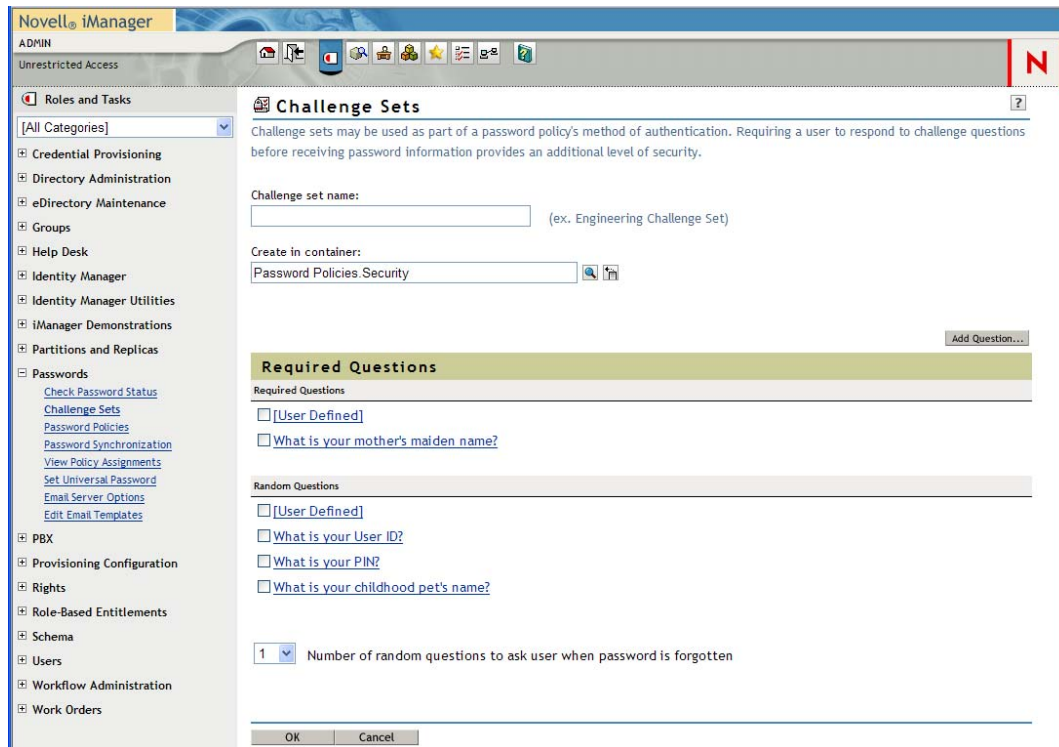 Novell® iManager
ADMIN
Unrestricted Access
N
Roles and Tasks
[All Categories]
Credential Provisioning
Directory Administration
eDirectory Maintenance
Groups
Help Desk
Identity Manager
Identity Manager Utilities
iManager Demonstrations
Partitions and Replicas
Passwords
Check Password Status
Challenge Sets
Password Policies
Password Synchronization
View Policy Assignments
Set Universal Password
Email Server Options
Edit Email Templates
PBX
Provisioning Configuration
Rights
Role-Based Entitlements
Schema
Users
Workflow Administration
Work Orders
Challenge Sets
?
Challenge sets may be used as part of a password policy's method of authentication. Requiring a user to respond to challenge questions
before receiving password information provides an additional level of security.
Challenge set name:
(ex. Engineering Challenge Set)
Create in container:
Password Policies.Security
Add Question...
Required Questions
Required Questions
[User Defined]
What is your mother's maiden name?
Random Questions
[User Defined]
What is your User ID?
What is your PIN?
What is your childhood pet's name?
1 Number of random questions to ask user when password is forgotten
OK Cancel